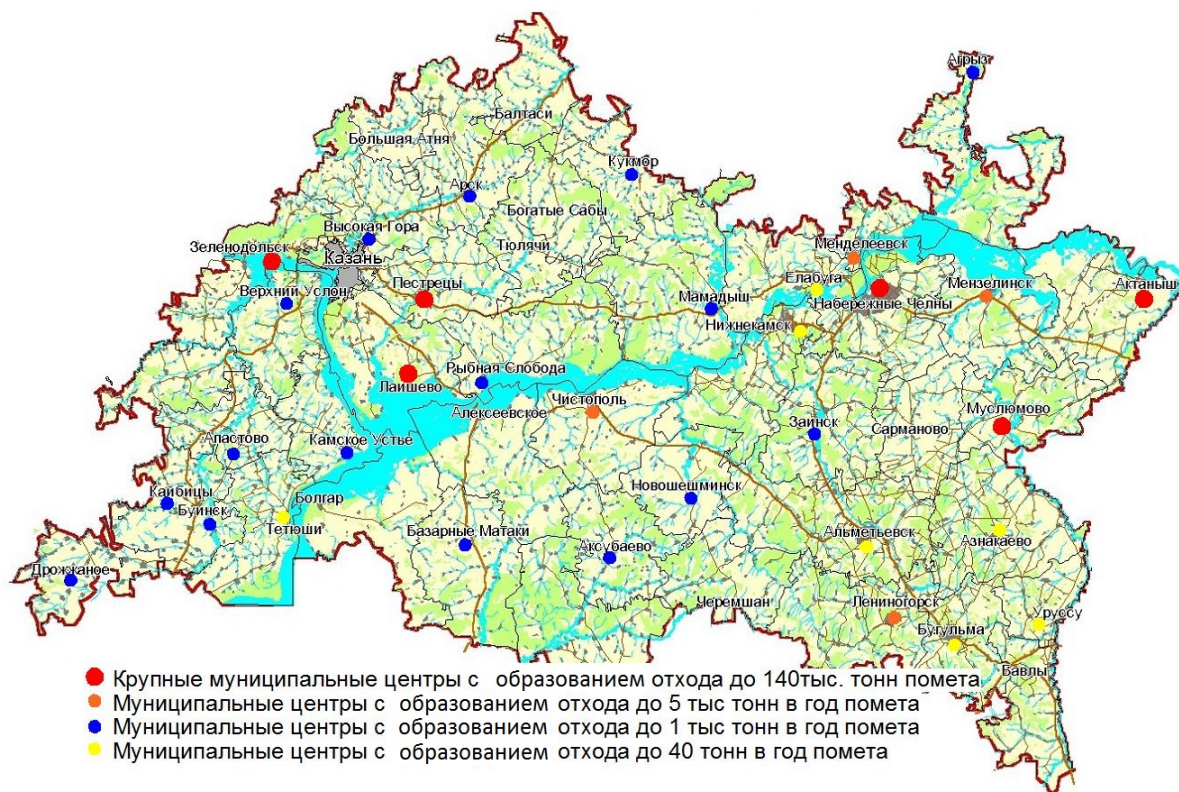 Агрыз
Балтаси
Большая Атня
Кукмор
Арск
Богатые Сабы
Высокая Гора
Тюлячи
Менделеевск
Зеленодольск
Казань
Елабуга
Пестрецы
Мензелинск
Актаныш
Верхний Услон
Мамадыш
Набережные Челны
Нижнекамск
Рыбная Слобода
Лаишево
Чистополь
Алексеевское
Муслюмово
Заинск
Сарманово
Апастово
Камское Устье
Новошешминск
Кайбицы
Болгар
Буинск
Тетюши
Базарные Матаки
Альметьевск
Азнакаево
Аксубаево
Дрожжаное
Черемшан
Лениногорск
Уруссу
Бугульма
Бавлы
Крупные муниципальные центры с образованием отхода до 140тыс. тонн помета
Муниципальные центры с образованием отхода до 5 тыс тонн в год помета
Муниципальные центры с образованием отхода до 1 тыс тонн в год помета
Муниципальные центры с образованием отхода до 40 тонн в год помета